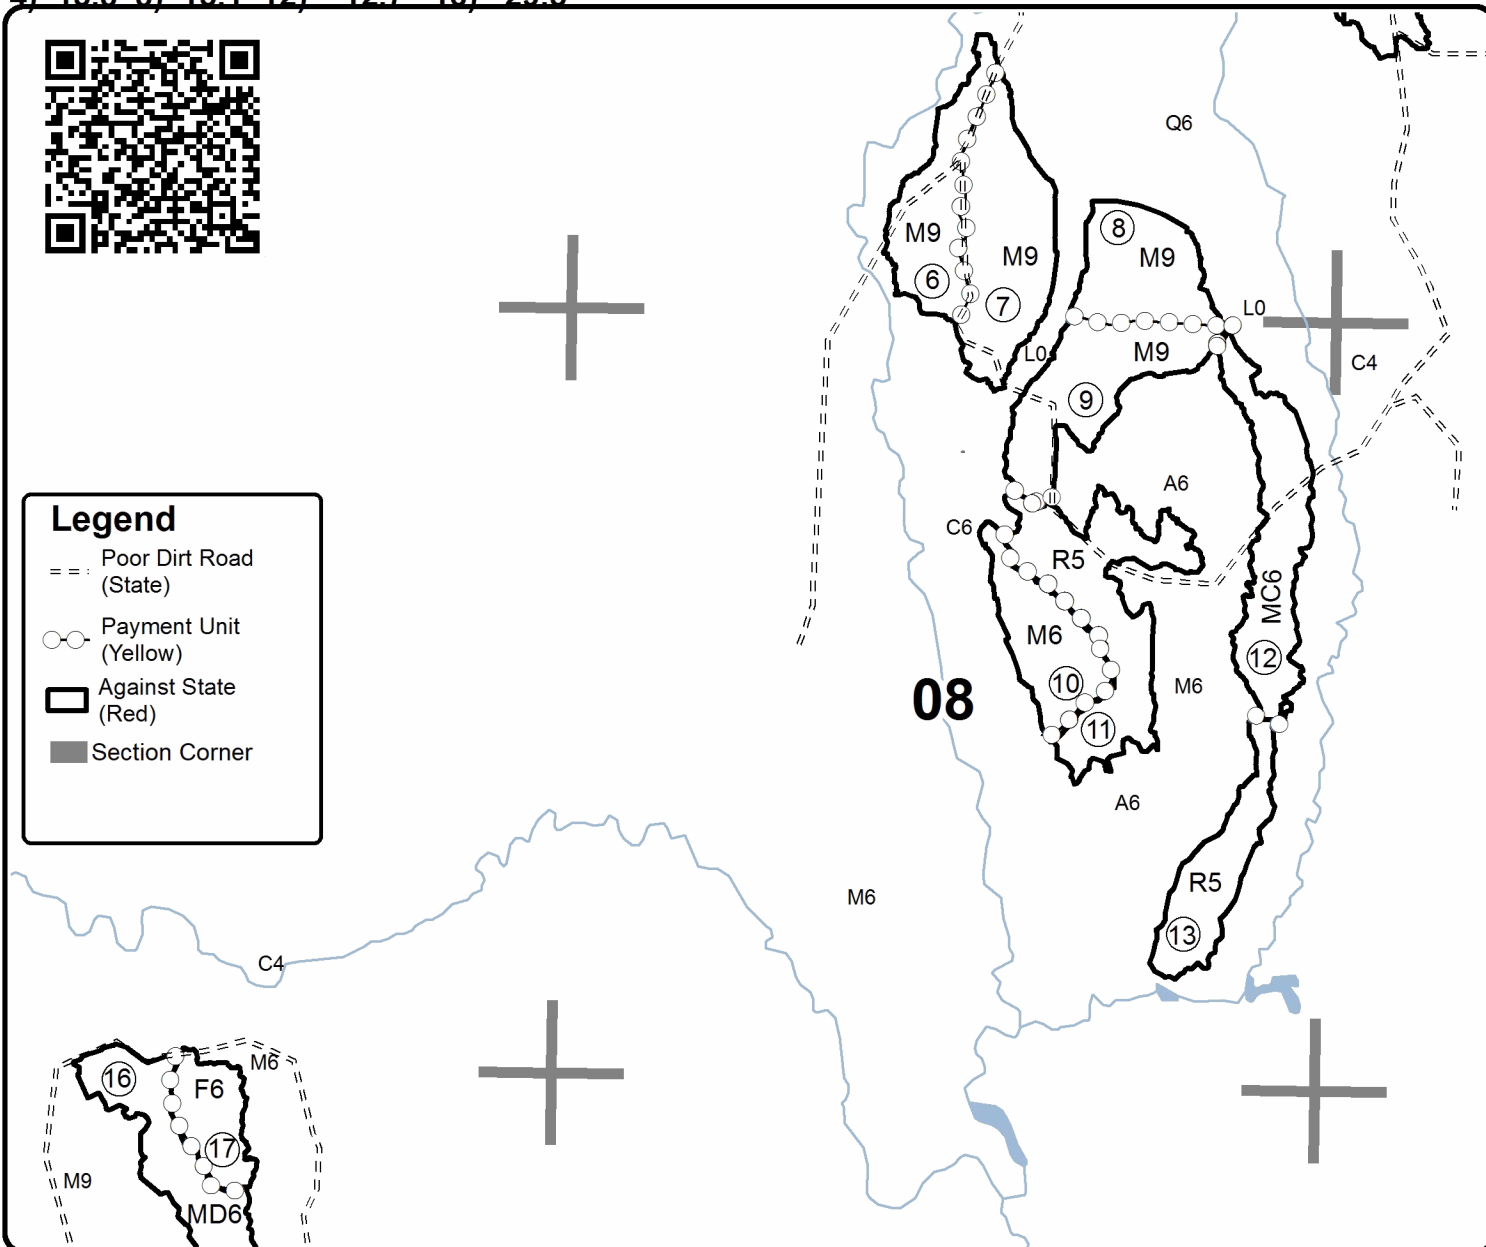 Q6
8
M9
M9
M9
6
7
L0
L0
M9
C4
9
A6
C6
R5
Legend
Poor Dirt Road
(State)
Payment Unit
(Yellow)
Against State
(Red)
Section Corner
MC6
M6
12
10
M6
08
11
A6
R5
M6
13
C4
M6
16
F6
17
M9
MD6